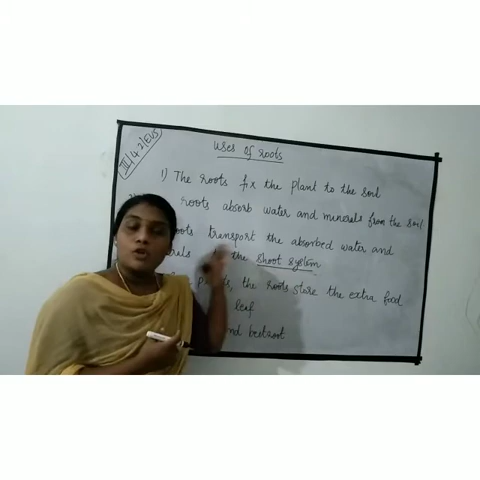 III/4.2/EVS
Uses of roots
1) The roots fix the plant to the soil
roots absorb water and minerals from the soil
roots transport the absorbed water and
the shoot system
the roots store the extra food
leaf
and beetroot